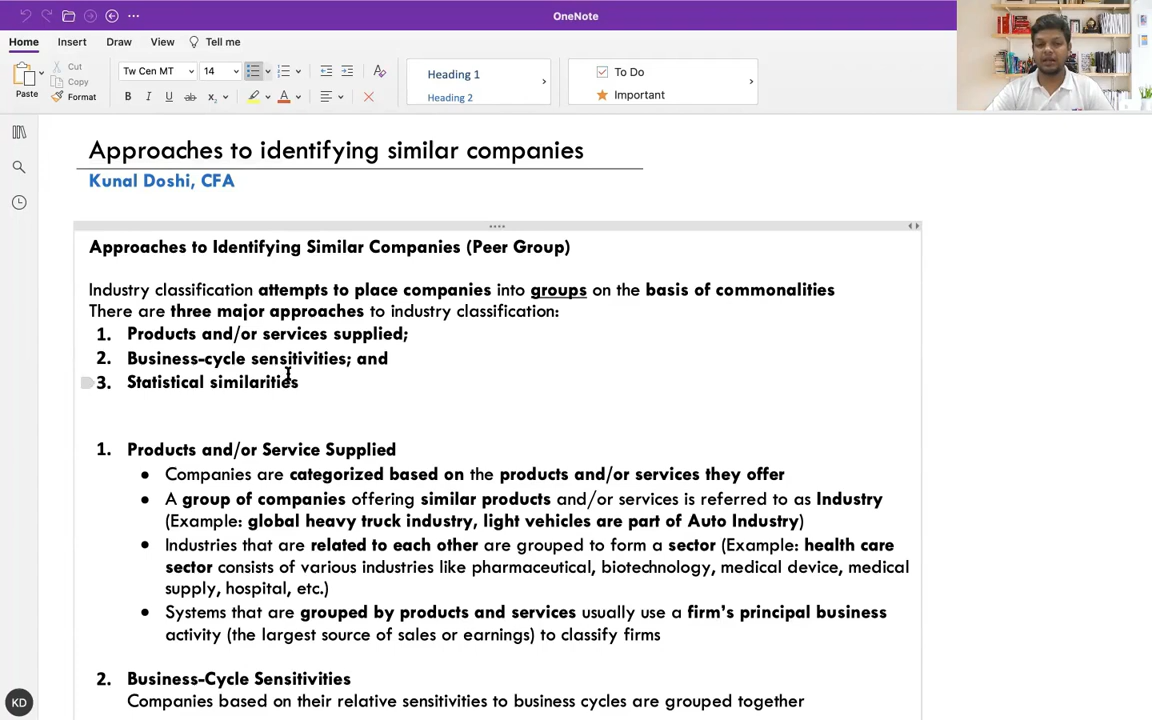 OneNote
Home Insert Draw View Tell me
Paste
Cut
Copy
Format
Tw Cen MT 14
B I U ab X₂ A
Heading 1
Heading 2
To Do
Important
Approaches to identifying similar companies
Kunal Doshi, CFA
Approaches to Identifying Similar Companies (Peer Group)
Industry classification attempts to place companies into groups on the basis of commonalities
There are three major approaches to industry classification:
1. Products and/or services supplied;
2. Business-cycle sensitivities; and
3. Statistical similarities
1. Products and/or Service Supplied
• Companies are categorized based on the products and/or services they offer
• A group of companies offering similar products and/or services is referred to as Industry
(Example: global heavy truck industry, light vehicles are part of Auto Industry)
• Industries that are related to each other are grouped to form a sector (Example: health care
sector consists of various industries like pharmaceutical, biotechnology, medical device, medical
supply, hospital, etc.)
• Systems that are grouped by products and services usually use a firm's principal business
activity (the largest source of sales or earnings) to classify firms
2. Business-Cycle Sensitivities
Companies based on their relative sensitivities to business cycles are grouped together
KD